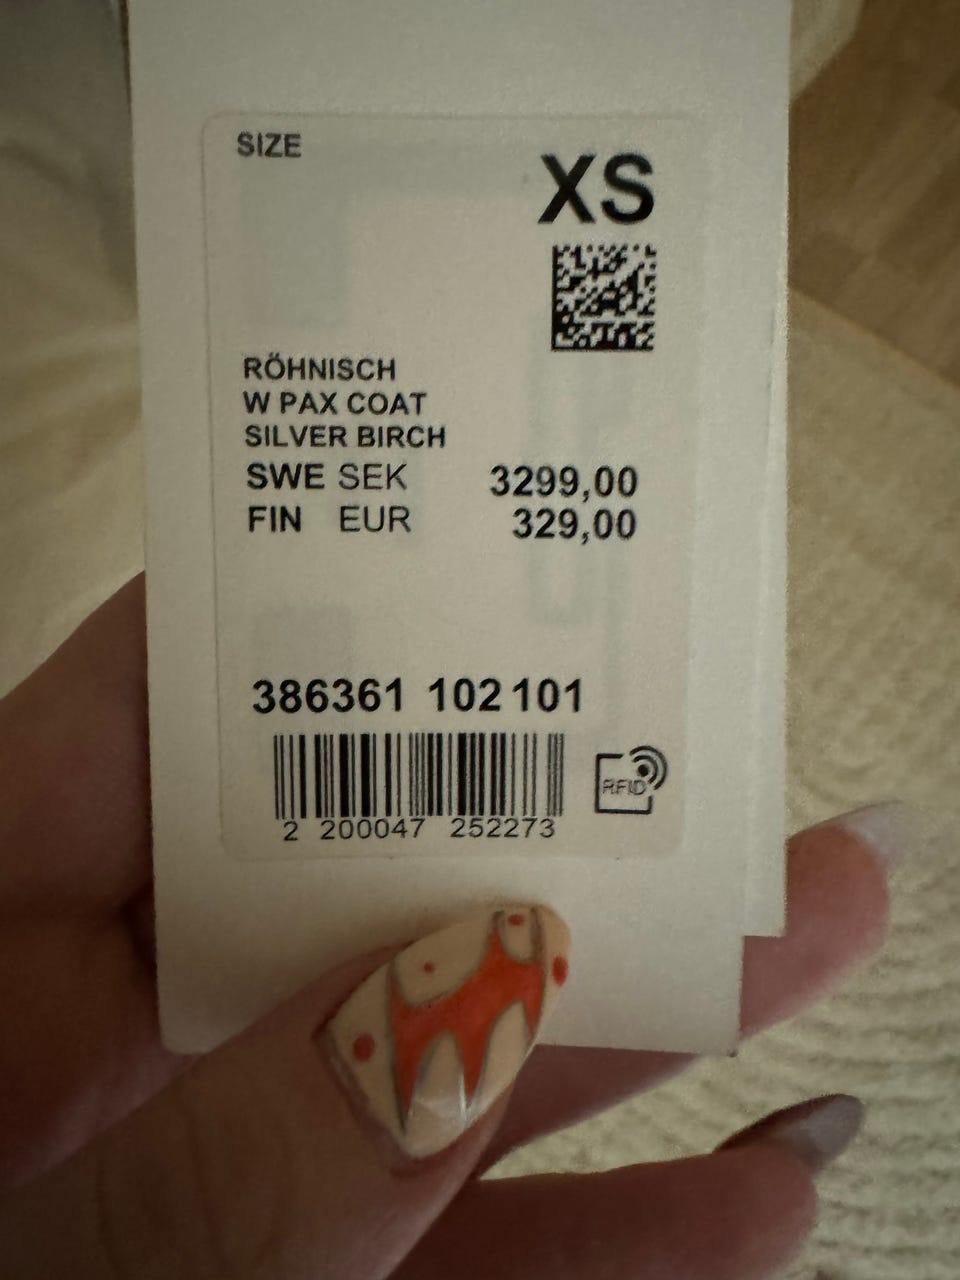 SIZE
XS
RÖHNISCH
W PAX COAT
SILVER BIRCH
SWE SEK 3299,00
FIN EUR 329,00
386361 102 101
2 200047 252273
RFID